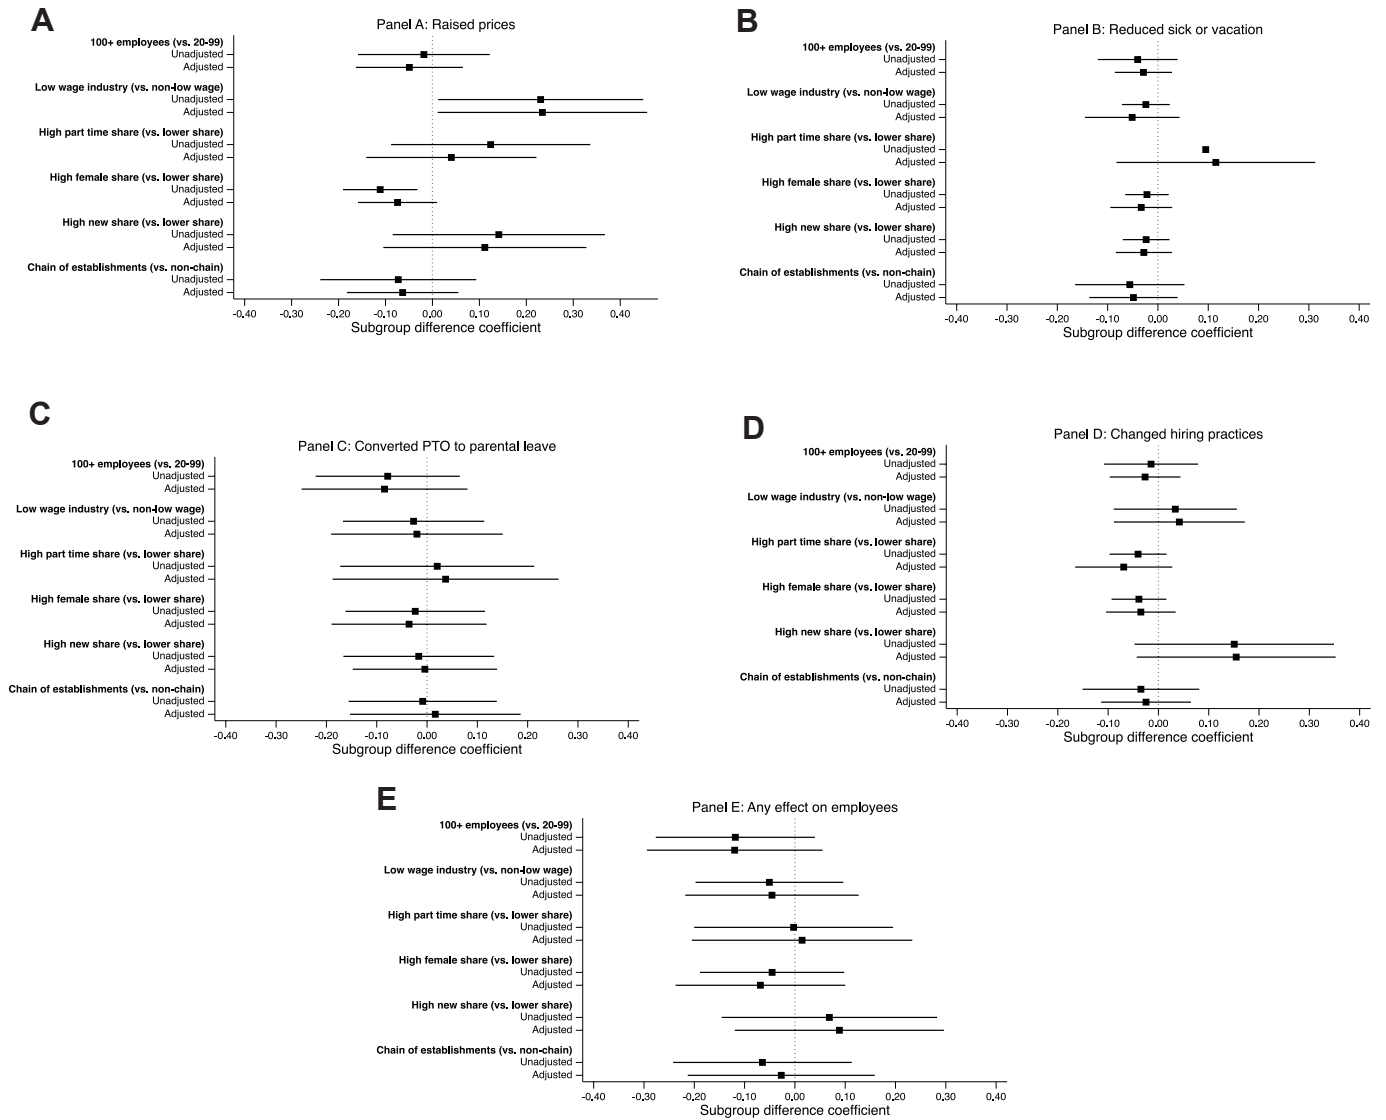 A
Panel A: Raised prices
100+ employees (vs. 20-99)
Unadjusted
Adjusted
Low wage industry (vs. non-low wage)
Unadjusted
Adjusted
High part time share (vs. lower share)
Unadjusted
Adjusted
High female share (vs. lower share)
Unadjusted
Adjusted
High new share (vs. lower share)
Unadjusted
Adjusted
Chain of establishments (vs. non-chain)
Unadjusted
Adjusted
-0.40 -0.30 -0.20 -0.10 0.00 0.10 0.20 0.30 0.40
Subgroup difference coefficient
B
Panel B: Reduced sick or vacation
100+ employees (vs. 20-99)
Unadjusted
Adjusted
Low wage industry (vs. non-low wage)
Unadjusted
Adjusted
High part time share (vs. lower share)
Unadjusted
Adjusted
High female share (vs. lower share)
Unadjusted
Adjusted
High new share (vs. lower share)
Unadjusted
Adjusted
Chain of establishments (vs. non-chain)
Unadjusted
Adjusted
-0.40 -0.30 -0.20 -0.10 0.00 0.10 0.20 0.30 0.40
Subgroup difference coefficient
C
Panel C: Converted PTO to parental leave
100+ employees (vs. 20-99)
Unadjusted
Adjusted
Low wage industry (vs. non-low wage)
Unadjusted
Adjusted
High part time share (vs. lower share)
Unadjusted
Adjusted
High female share (vs. lower share)
Unadjusted
Adjusted
High new share (vs. lower share)
Unadjusted
Adjusted
Chain of establishments (vs. non-chain)
Unadjusted
Adjusted
-0.40 -0.30 -0.20 -0.10 0.00 0.10 0.20 0.30 0.40
Subgroup difference coefficient
D
Panel D: Changed hiring practices
100+ employees (vs. 20-99)
Unadjusted
Adjusted
Low wage industry (vs. non-low wage)
Unadjusted
Adjusted
High part time share (vs. lower share)
Unadjusted
Adjusted
High female share (vs. lower share)
Unadjusted
Adjusted
High new share (vs. lower share)
Unadjusted
Adjusted
Chain of establishments (vs. non-chain)
Unadjusted
Adjusted
-0.40 -0.30 -0.20 -0.10 0.00 0.10 0.20 0.30 0.40
Subgroup difference coefficient
E
Panel E: Any effect on employees
100+ employees (vs. 20-99)
Unadjusted
Adjusted
Low wage industry (vs. non-low wage)
Unadjusted
Adjusted
High part time share (vs. lower share)
Unadjusted
Adjusted
High female share (vs. lower share)
Unadjusted
Adjusted
High new share (vs. lower share)
Unadjusted
Adjusted
Chain of establishments (vs. non-chain)
Unadjusted
Adjusted
-0.40 -0.30 -0.20 -0.10 0.00 0.10 0.20 0.30 0.40
Subgroup difference coefficient